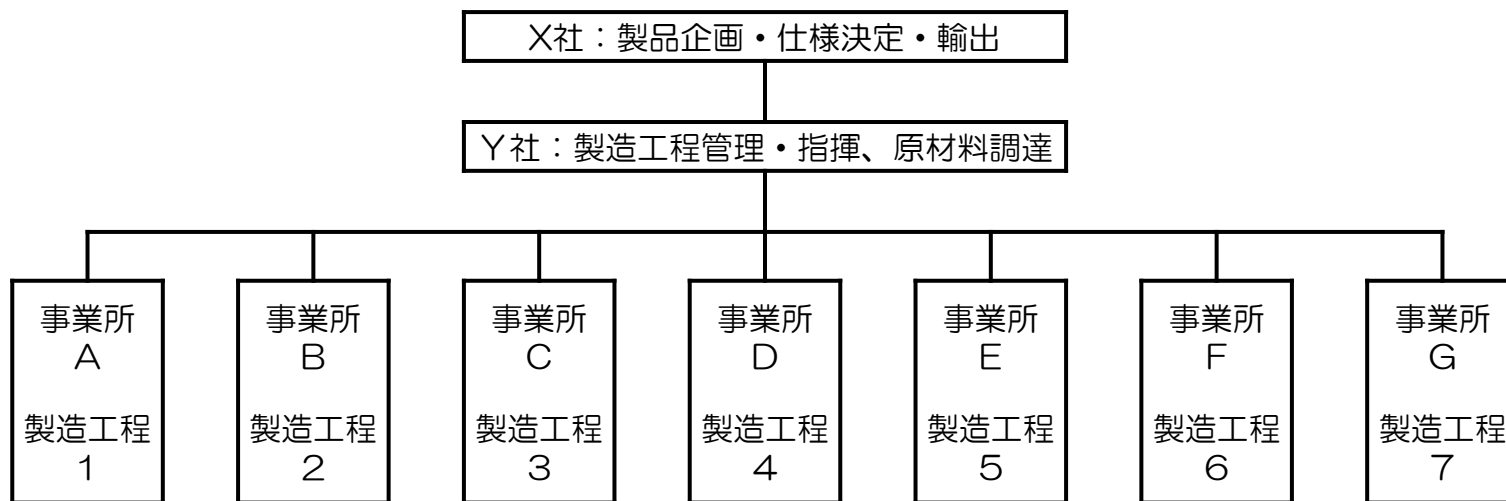 X社：製品企画・仕様決定・輸出
Y社：製造工程管理・指揮、原材料調達
事業所
A
製造工程
1
事業所
B
製造工程
2
事業所
C
製造工程
3
事業所
D
製造工程
4
事業所
E
製造工程
5
事業所
F
製造工程
6
事業所
G
製造工程
7